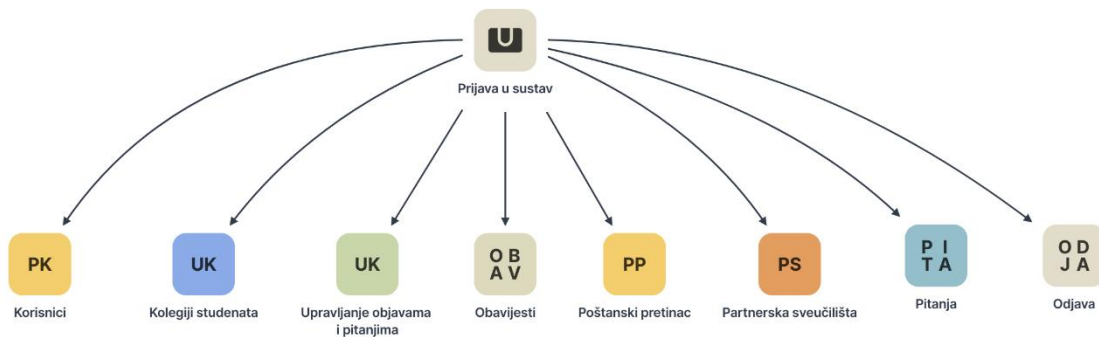 U
Prijava u sustav
PK
Korisnici
UK
Kolegiji studenata
UK
Upravljanje objavama
i pitanjima
O B
A V
Obavijesti
PP
Poštanski pretinac
PS
Partnerska sveučilišta
P I
T A
Pitanja
O D
J A
Odjava